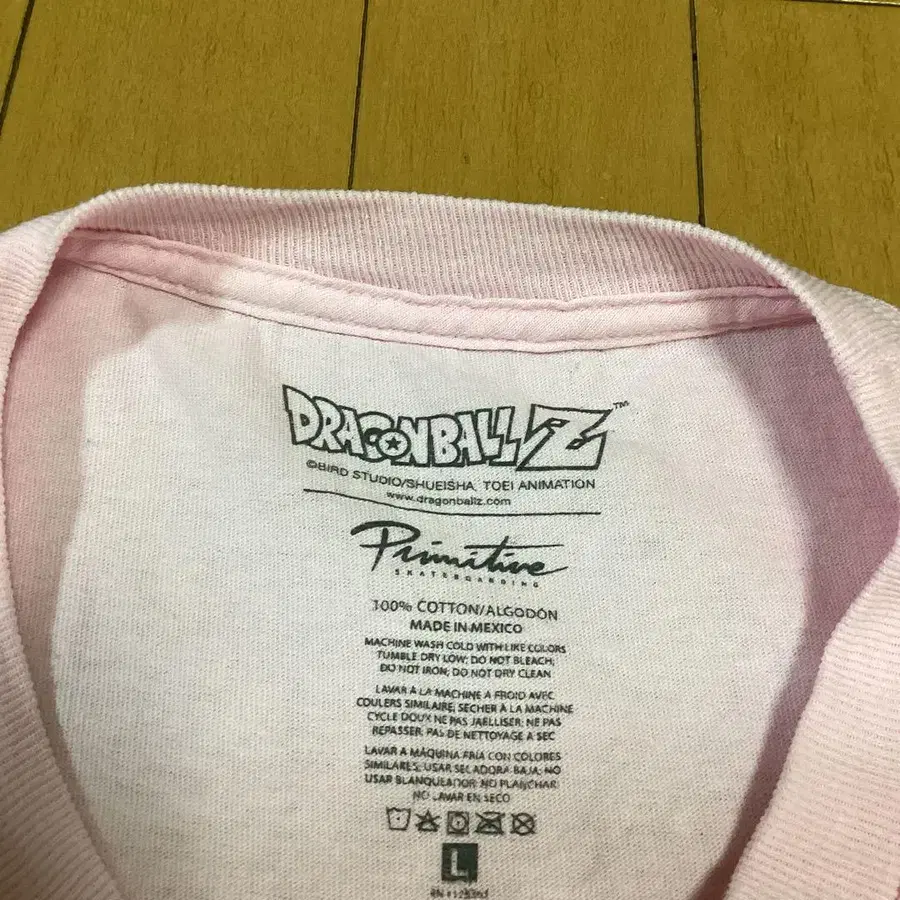 DRAGONBALL Z™
©BIRD STUDIO/SHUEISHA, TOEI ANIMATION
www.dragonballz.com
Primitive
SKATEBOARDING
100% COTTON/ALGODÓN
MADE IN MEXICO
MACHINE WASH COLD WITH LIKE COLORS
TUMBLE DRY LOW; DO NOT BLEACH;
DO NOT IRON; DO NOT DRY CLEAN
LAVAR À LA MACHINE A FROID AVEC
COULERS SIMILAIRE; SECHER À LA MACHINE
CYCLE DOUX NE PAS JAELLISER; NE PAS
REPASSER; PAS DE NETTOYAGE A SEC
LAVAR A MÁQUINA FRIA CON COLORES
SIMILARES; USAR SECADORA BAJA; NO
USAR BLANQUEADOR; NO PLANCHAR
NO LAVAR EN SECO
L